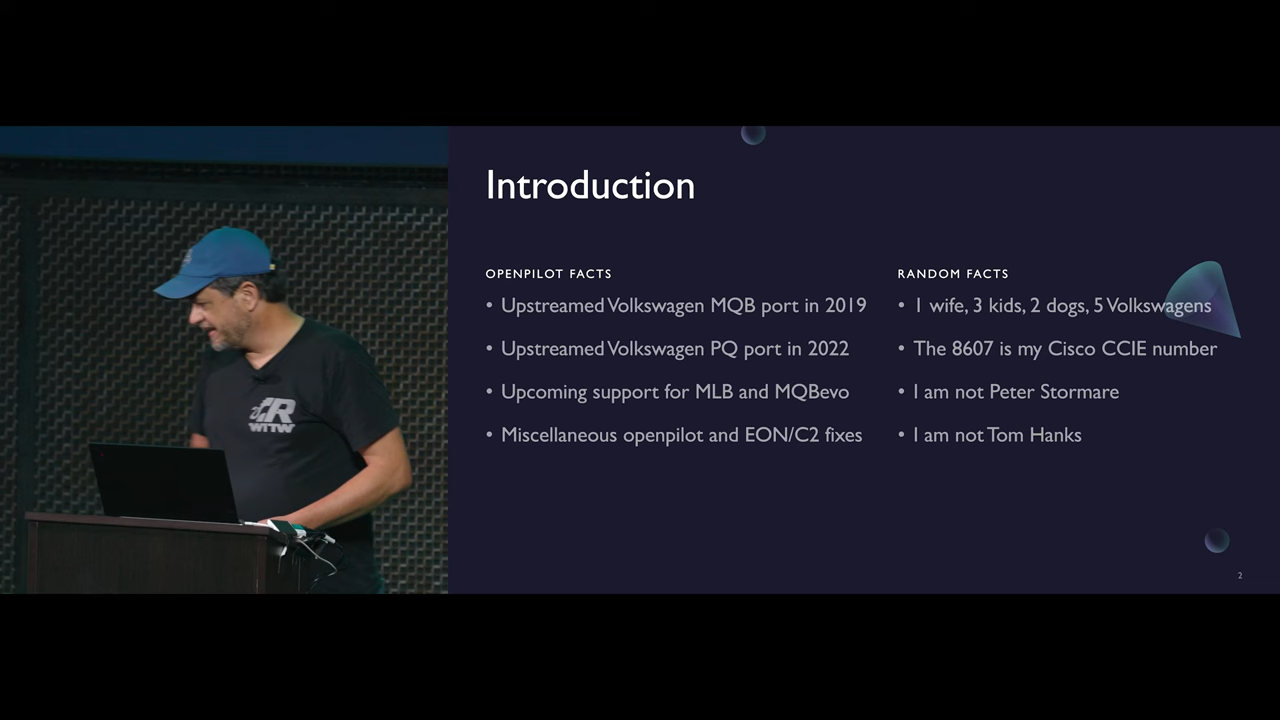 Introduction
OPENPILOT FACTS
• Upstreamed Volkswagen MQB port in 2019
• Upstreamed Volkswagen PQ port in 2022
• Upcoming support for MLB and MQBevo
• Miscellaneous openpilot and EON/C2 fixes
RANDOM FACTS
• 1 wife, 3 kids, 2 dogs, 5 Volkswagens
• The 8607 is my Cisco CCIE number
• I am not Peter Stormare
• I am not Tom Hanks
2